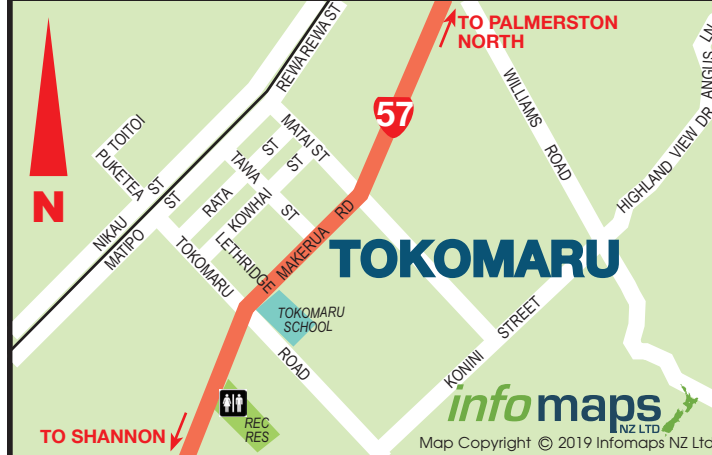 TO PALMERSTON
NORTH
N
57
REWAREWA ST
WILLIAMS
ROAD
HIGHLAND VIEW DR
ANGUS LN
TOITOI
PUKETEA
ST
NIKAU
MATIPO
ST
MATAI ST
TAWA
ST
RATA
ST
KOWHAI
ST
LETHRIDGE
MAKERUA RD
TOKOMARU
ROAD
TOKOMARU
TOKOMARU
SCHOOL
KONINI
STREET
REC
RES
TO SHANNON
infomaps
NZ LTD
Map Copyright © 2019 Infomaps NZ Ltd